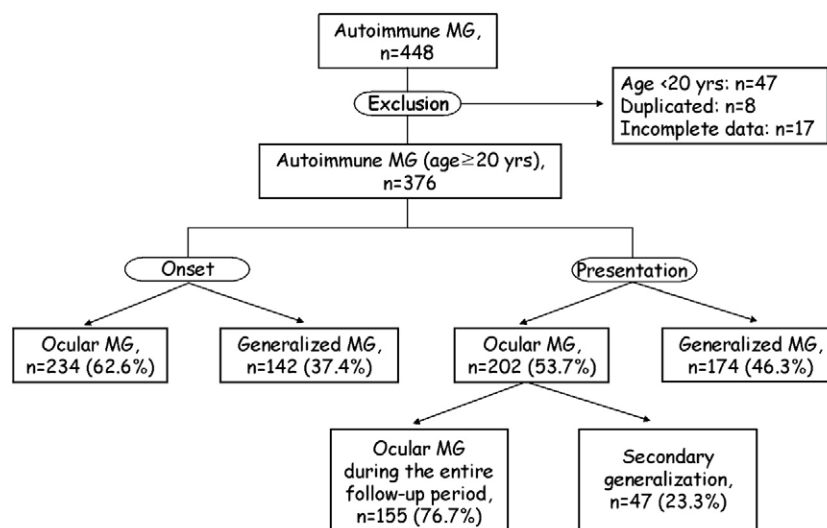 Autoimmune MG,
n=448
Exclusion
Age <20 yrs: n=47
Duplicated: n=8
Incomplete data: n=17
Autoimmune MG (age≧20 yrs),
n=376
Onset
Presentation
Ocular MG,
n=234 (62.6%)
Generalized MG,
n=142 (37.4%)
Ocular MG,
n=202 (53.7%)
Generalized MG,
n=174 (46.3%)
Ocular MG
during the entire
follow-up period,
n=155 (76.7%)
Secondary
generalization,
n=47 (23.3%)